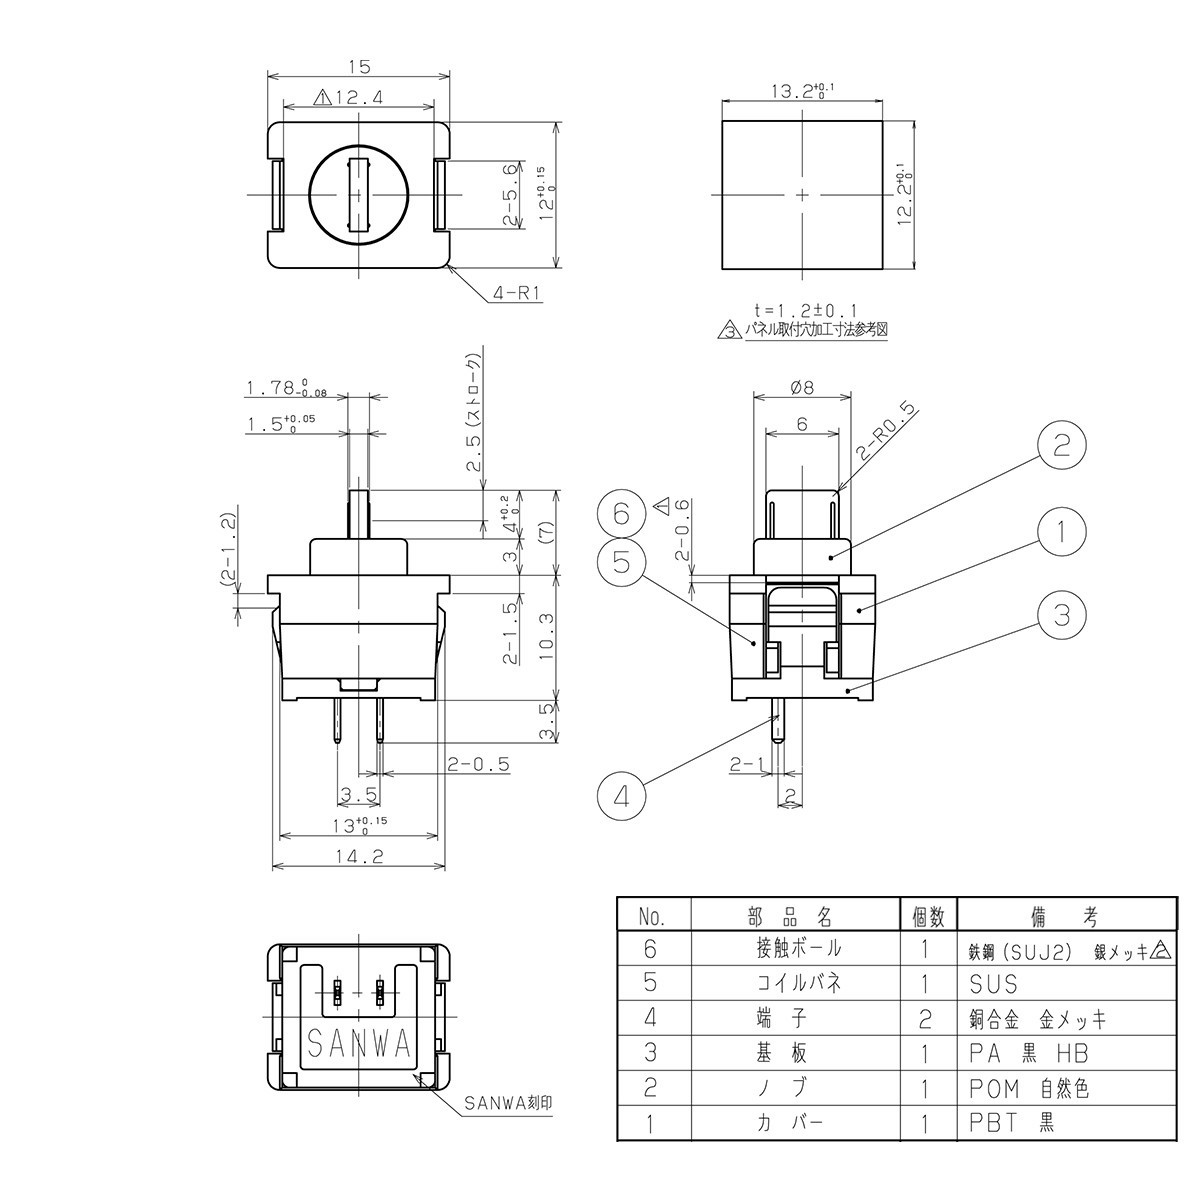 15
△1 12.4
2-5.6
12 +0.15 0
4-R1
13.2 +0.1 0
12.2 +0.1 0
t=1.2±0.1
△3 パネル取付穴加工寸法参考図
1.78 0 -0.08
1.5 +0.05 0
2.5(ストローク)
4 +0.2 0
(7)
3
(2-1.2)
2-1.5
10.3
3.5
2-0.5
3.5
13 +0.15 0
14.2
ø8
6
2-R0.5
△1
2-0.6
2
1
3
6
5
4
2-1
2
SANWA
SANWA刻印
No. 部品名 個数 備考
6 接触ボール 1 鉄鋼(SUJ2) 銀メッキ△2
5 コイルバネ 1 SUS
4 端子 2 銅合金 金メッキ
3 基板 1 PA 黒 HB
2 ノブ 1 POM 自然色
1 カバー 1 PBT 黒